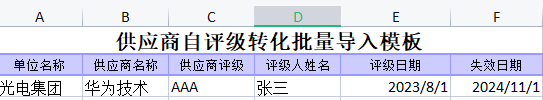 A B C D E F
供应商自评级转化批量导入模板
单位名称 供应商名称 供应商评级 评级人姓名 评级日期 失效日期
光电集团 华为技术 AAA 张三 2023/8/1 2024/11/1